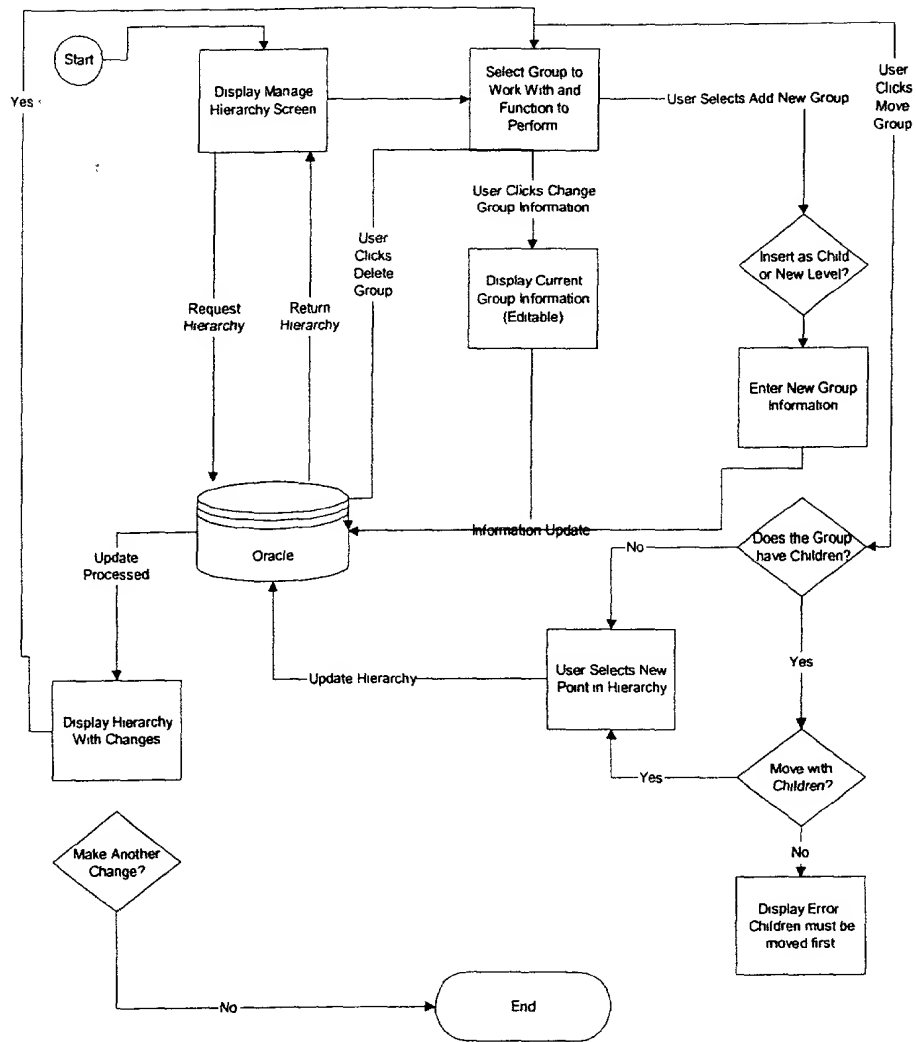 Start
Yes
Display Manage
Hierarchy Screen
Select Group to
Work With and
Function to
Perform
User Selects Add New Group
User
Clicks
Move
Group
User Clicks Change
Group Information
User
Clicks
Delete
Group
Insert as Child
or New Level?
Display Current
Group Information
(Editable)
Request
Hierarchy
Return
Hierarchy
Enter New Group
Information
Information Update
Oracle
Does the Group
have Children?
No
Update
Processed
Yes
User Selects New
Point in Hierarchy
Update Hierarchy
Display Hierarchy
With Changes
Move with
Children?
Yes
No
Make Another
Change?
Display Error
Children must be
moved first
No
End